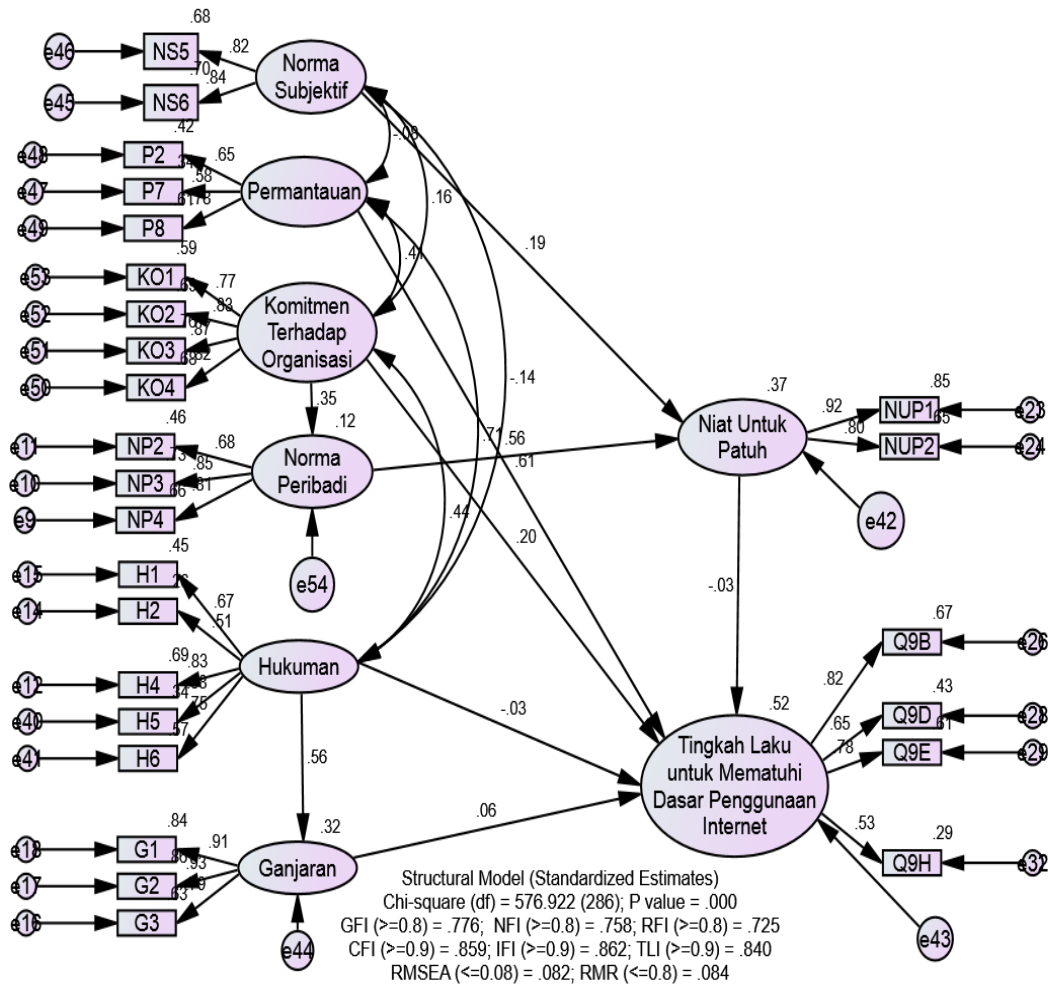 .68
e46
NS5
.82
Norma
Subjektif
.70
.84
e45
NS6
.42
-.08
e48
P2
.65
.58
e47
P7
Permantauan
.16
e49
P8
.19
.59
.41
e53
KO1
.77
Komitmen
Terhadap
Organisasi
e52
KO2
.83
e51
KO3
.87
e50
KO4
-.14
.35
.37
.85
.46
.12
.92
NUP1
e23
Niat Untuk
Patuh
.80
NUP2
e24
e11
NP2
.68
.71
.56
Norma
Peribadi
.61
e10
NP3
.85
e9
NP4
.44
.20
e42
.45
e15
H1
e54
.67
-.03
e14
H2
.51
.67
.69
.83
Hukuman
Q9B
e26
e12
H4
.82
.43
e40
H5
.75
-.03
.52
.65
Q9D
e28
.57
.61
e41
H6
Tingkah Laku
untuk Mematuhi
Dasar Penggunaan
Internet
.78
Q9E
e29
.56
.06
.84
.32
.53
.29
e18
G1
.91
Q9H
e32
.93
e17
G2
Ganjaran
.63
e16
G3
e44
e43
Structural Model (Standardized Estimates)
Chi-square (df) = 576.922 (286); P value = .000
GFI (>=0.8) = .776; NFI (>=0.8) = .758; RFI (>=0.8) = .725
CFI (>=0.9) = .859; IFI (>=0.9) = .862; TLI (>=0.9) = .840
RMSEA (<=0.08) = .082; RMR (<=0.8) = .084